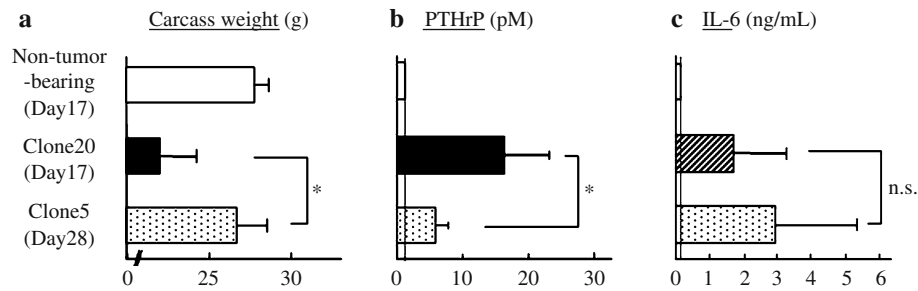 a Carcass weight (g)
b PTHrP (pM)
c IL-6 (ng/mL)
Non-tumor
-bearing
(Day17)
Clone20
(Day17)
Clone5
(Day28)
*
*
n.s.
0 25 30
0 10 20 30
0 1 2 3 4 5 6